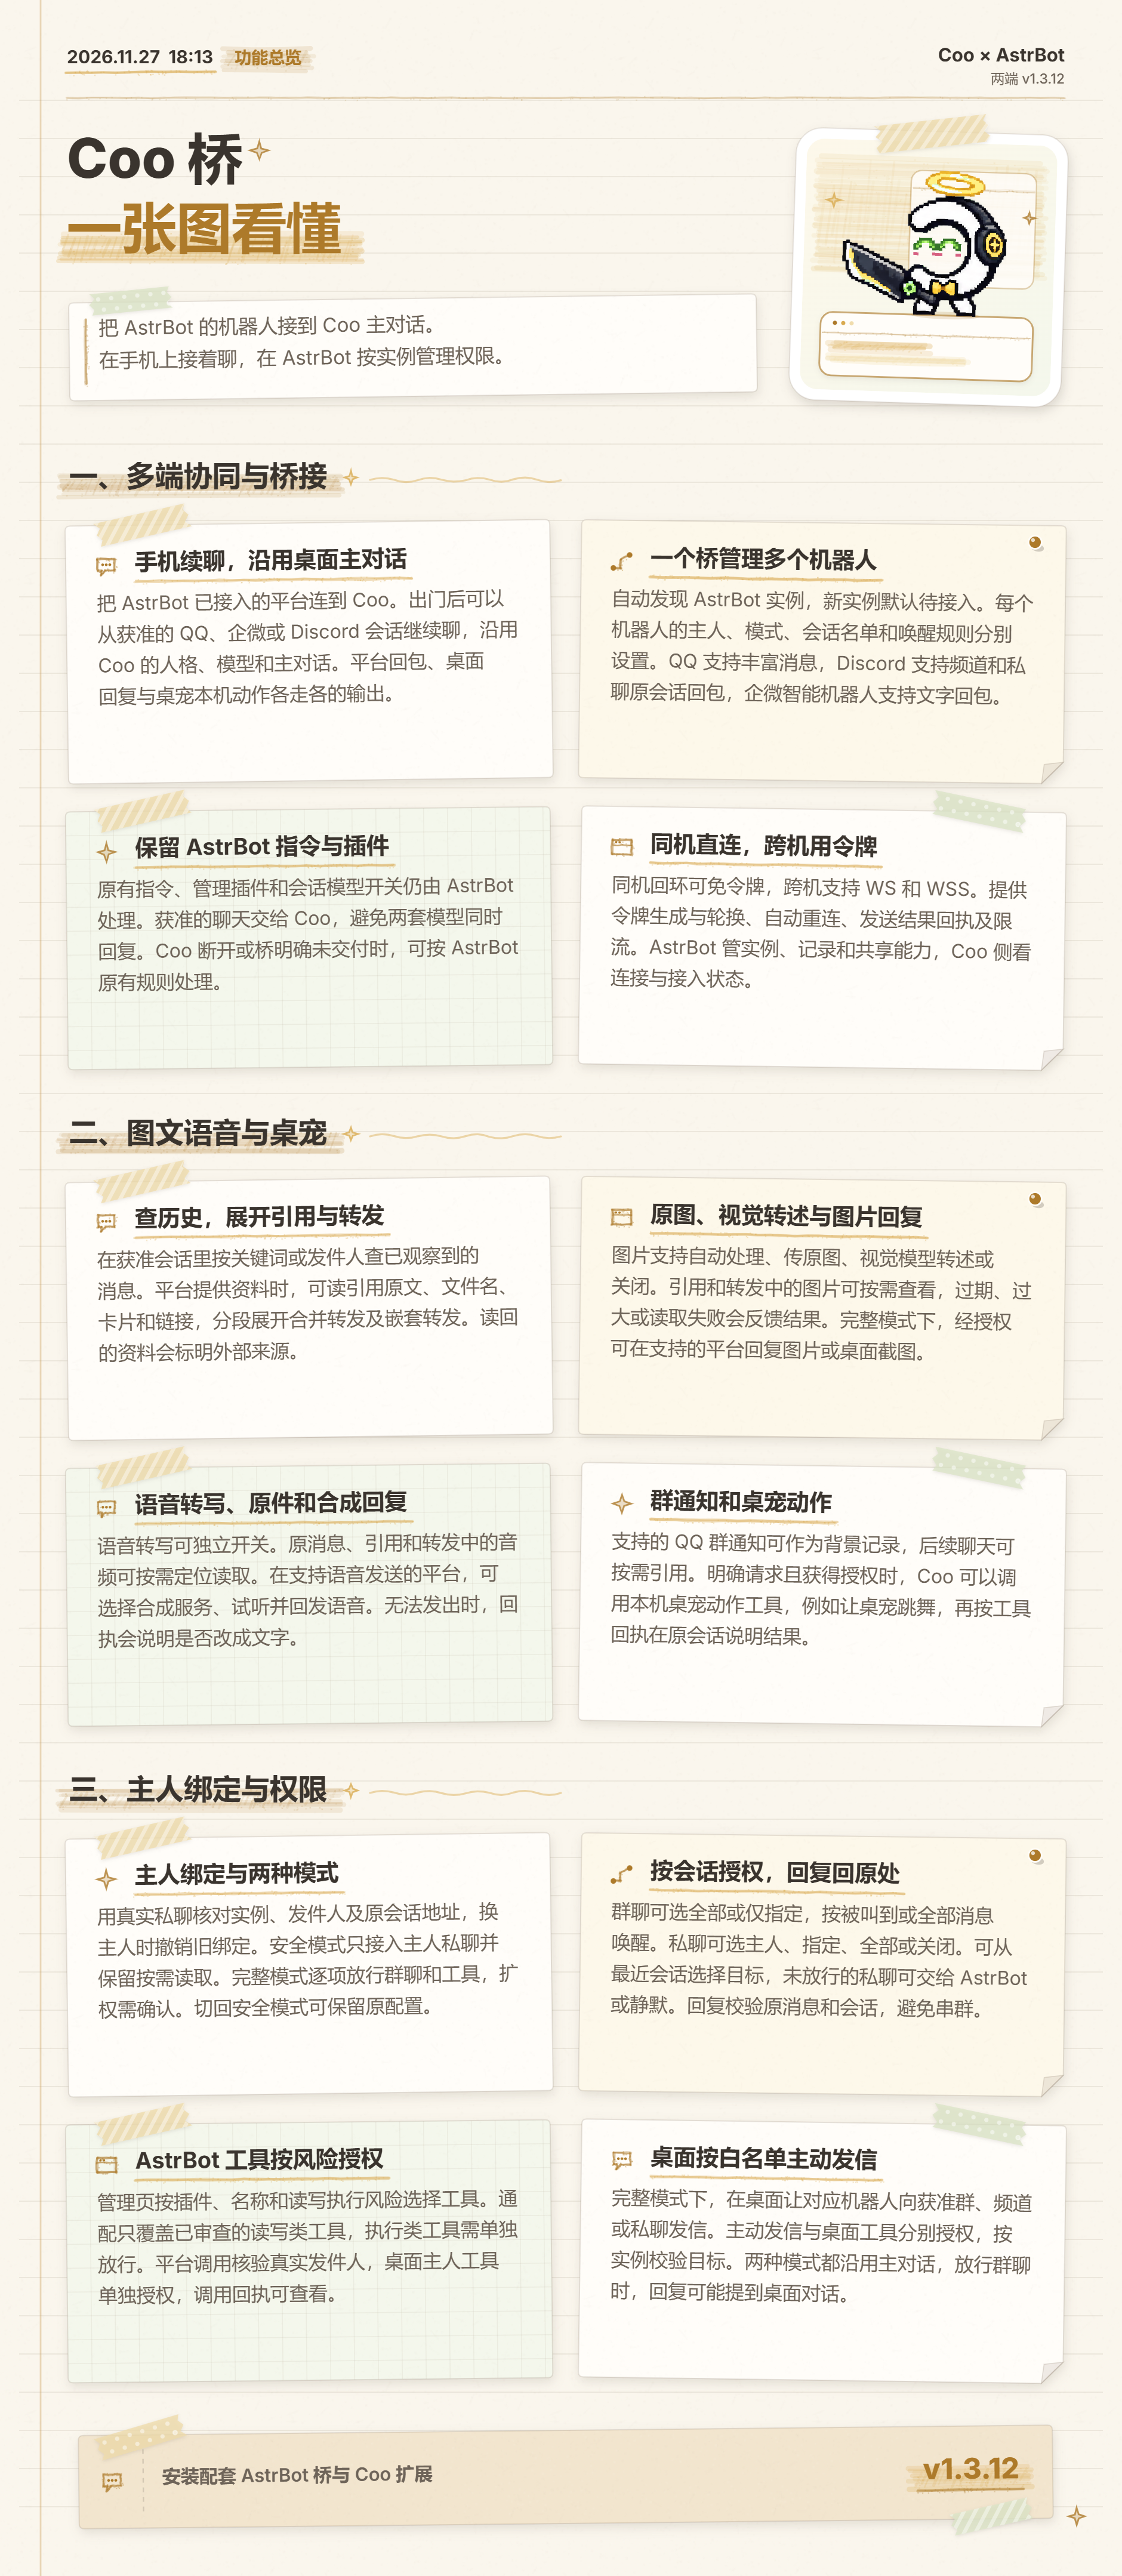 2026.11.27 18:13 功能总览
Coo × AstrBot
两端 v1.3.12
Coo 桥
一张图看懂
把 AstrBot 的机器人接到 Coo 主对话。
在手机上接着聊，在 AstrBot 按实例管理权限。
一、多端协同与桥接
手机续聊，沿用桌面主对话
把 AstrBot 已接入的平台连到 Coo。出门后可以
从获准的 QQ、企微或 Discord 会话继续聊，沿用
Coo 的人格、模型和主对话。平台回包、桌面
回复与桌宠本机动作各走各的输出。
一个桥管理多个机器人
自动发现 AstrBot 实例，新实例默认待接入。每个
机器人的主人、模式、会话名单和唤醒规则分别
设置。QQ 支持丰富消息，Discord 支持频道和私
聊原会话回包，企微智能机器人支持文字回包。
保留 AstrBot 指令与插件
原有指令、管理插件和会话模型开关仍由 AstrBot
处理。获准的聊天交给 Coo，避免两套模型同时
回复。Coo 断开或桥明确未交付时，可按 AstrBot
原有规则处理。
同机直连，跨机用令牌
同机回环可免令牌，跨机支持 WS 和 WSS。提供
令牌生成与轮换、自动重连、发送结果回执及限
流。AstrBot 管实例、记录和共享能力，Coo 侧看
连接与接入状态。
二、图文语音与桌宠
查历史，展开引用与转发
在获准会话里按关键词或发件人查已观察到的
消息。平台提供资料时，可读引用原文、文件名、
卡片和链接，分段展开合并转发及嵌套转发。读回
的资料会标明外部来源。
原图、视觉转述与图片回复
图片支持自动处理、传原图、视觉模型转述或
关闭。引用和转发中的图片可按需查看，过期、过
大或读取失败会反馈结果。完整模式下，经授权
可在支持的平台回复图片或桌面截图。
语音转写、原件和合成回复
语音转写可独立开关。原消息、引用和转发中的音
频可按需定位读取。在支持语音发送的平台，可
选择合成服务、试听并回发语音。无法发出时，回
执会说明是否改成文字。
群通知和桌宠动作
支持的 QQ 群通知可作为背景记录，后续聊天可
按需引用。明确请求且获得授权时，Coo 可以调
用本机桌宠动作工具，例如让桌宠跳舞，再按工具
回执在原会话说明结果。
三、主人绑定与权限
主人绑定与两种模式
用真实私聊核对实例、发件人及原会话地址，换
主人时撤销旧绑定。安全模式只接入主人私聊并
保留按需读取。完整模式逐项放行群聊和工具，扩
权需确认。切回安全模式可保留原配置。
按会话授权，回复回原处
群聊可选全部或仅指定，按被叫到或全部消息
唤醒。私聊可选主人、指定、全部或关闭。可从
最近会话选择目标，未放行的私聊可交给 AstrBot
或静默。回复校验原消息和会话，避免串群。
AstrBot 工具按风险授权
管理页按插件、名称和读写执行风险选择工具。通
配只覆盖已审查的读写类工具，执行类工具需单独
放行。平台调用核验真实发件人，桌面主人工具
单独授权，调用回执可查看。
桌面按白名单主动发信
完整模式下，在桌面让对应机器人向获准群、频道
或私聊发信。主动发信与桌面工具分别授权，按
实例校验目标。两种模式都沿用主对话，放行群聊
时，回复可能提到桌面对话。
安装配套 AstrBot 桥与 Coo 扩展
v1.3.12